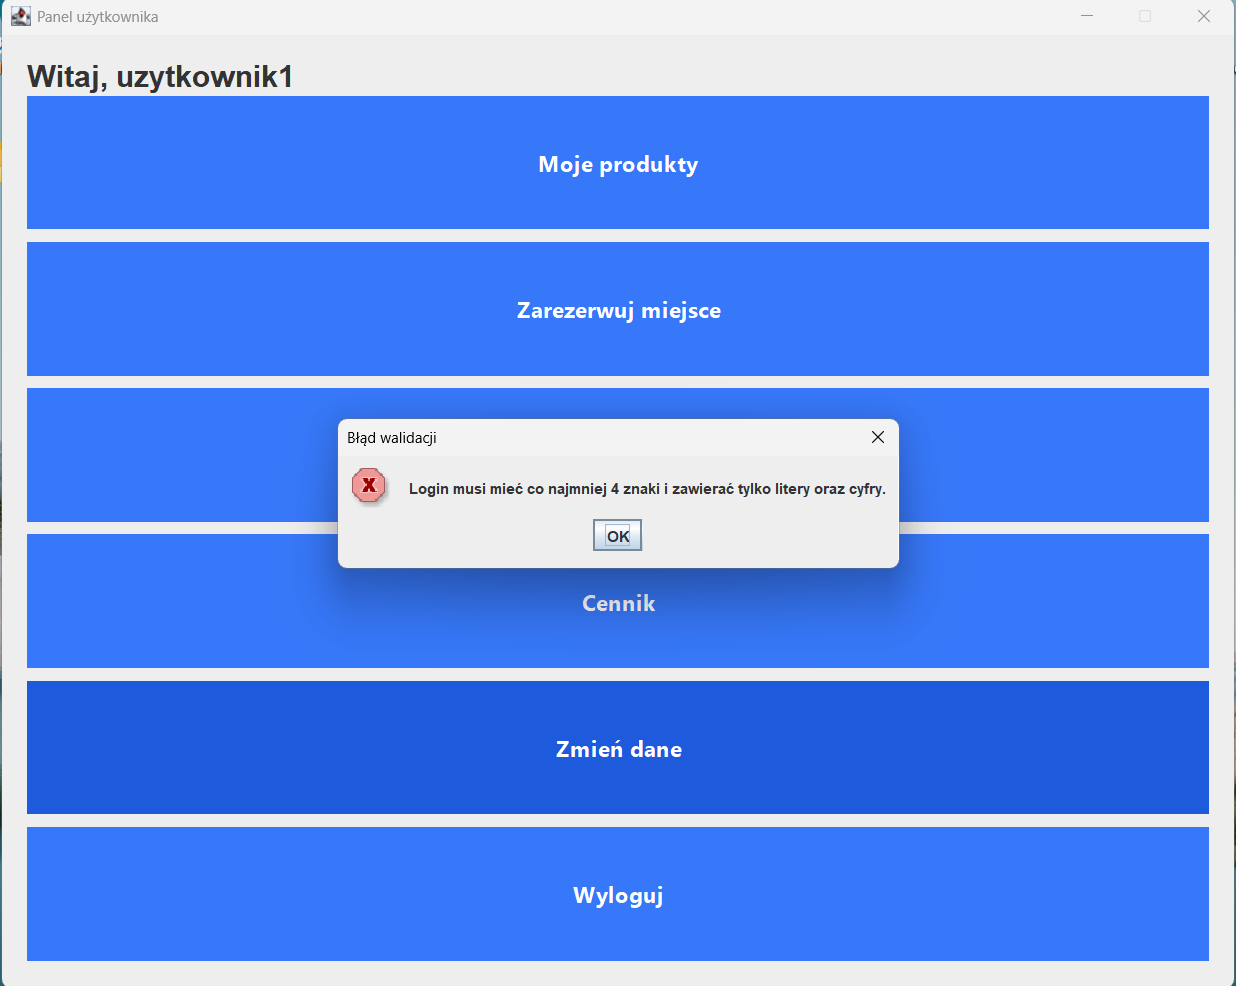 Panel użytkownika
Witaj, uzytkownik1
Moje produkty
Zarezerwuj miejsce
Błąd walidacji
X
Login musi mieć co najmniej 4 znaki i zawierać tylko litery oraz cyfry.
OK
Cennik
Zmień dane
Wyloguj